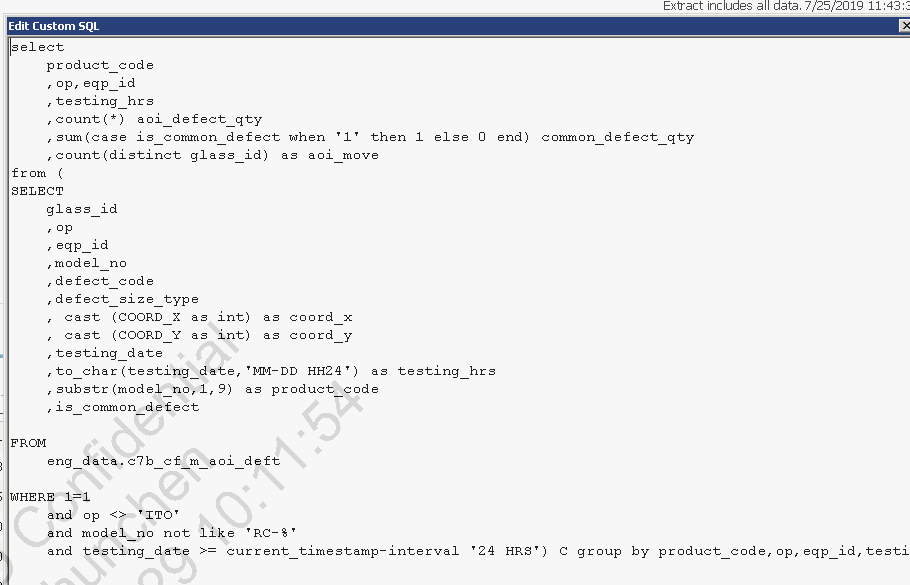 Extract includes all data. 7/25/2019 11:43:3
Edit Custom SQL
select
product_code
,op,eqp_id
,testing_hrs
,count(*) aoi_defect_qty
,sum(case is_common_defect when '1' then 1 else 0 end) common_defect_qty
,count(distinct glass_id) as aoi_move
from (
SELECT
glass_id
,op
,eqp_id
,model_no
,defect_code
,defect_size_type
, cast (COORD_X as int) as coord_x
, cast (COORD_Y as int) as coord_y
,testing_date
,to_char(testing_date,'MM-DD HH24') as testing_hrs
,substr(model_no,1,9) as product_code
,is_common_defect
FROM
eng_data.c7b_cf_m_aoi_deft
WHERE 1=1
and op <> 'ITO'
and model_no not like 'RC-%'
and testing_date >= current_timestamp-interval '24 HRS') C group by product_code,op,eqp_id,testi
Confidential
10:11:54